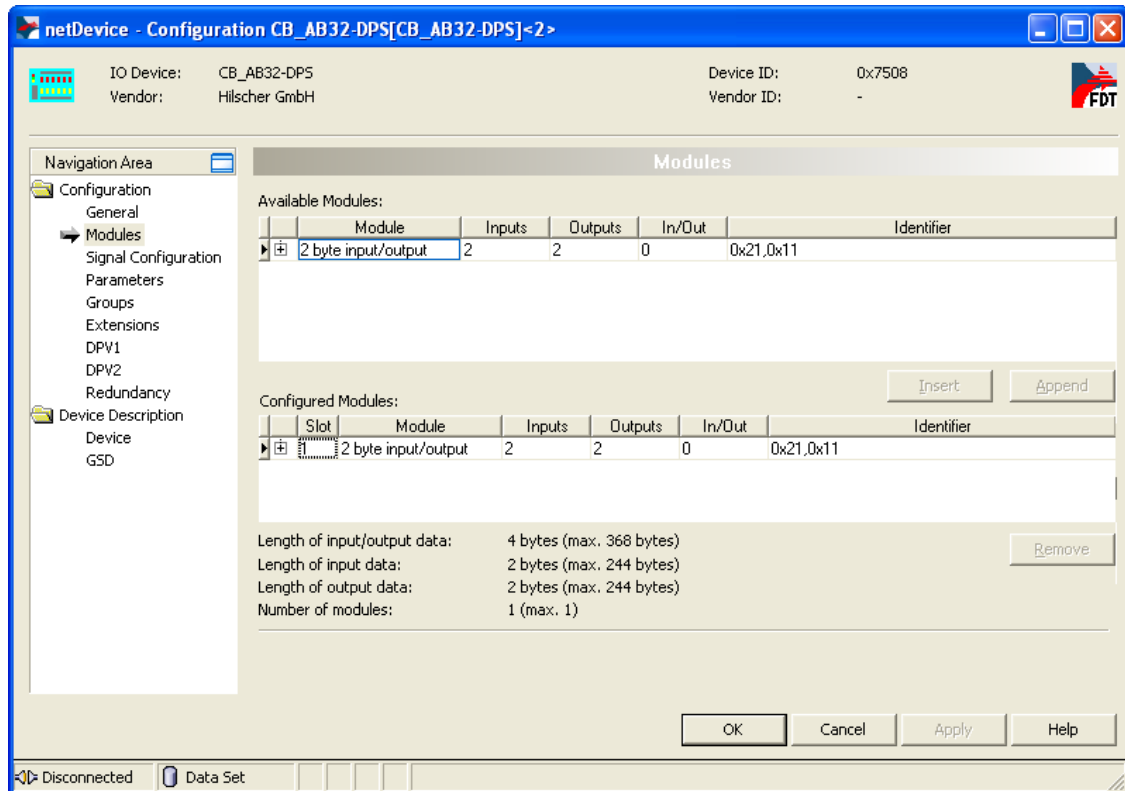 netDevice - Configuration CB_AB32-DPS[CB_AB32-DPS]<2>
IO Device: CB_AB32-DPS Device ID: 0x7508
Vendor: Hilscher GmbH Vendor ID: -
FDT
Navigation Area
Configuration
General
Modules
Signal Configuration
Parameters
Groups
Extensions
DPV1
DPV2
Redundancy
Device Description
Device
GSD
Modules
Available Modules:
Module Inputs Outputs In/Out Identifier
2 byte input/output 2 2 0 0x21,0x11
Insert Append
Configured Modules:
Slot Module Inputs Outputs In/Out Identifier
1 2 byte input/output 2 2 0 0x21,0x11
Length of input/output data: 4 bytes (max. 368 bytes)
Remove
Length of input data: 2 bytes (max. 244 bytes)
Length of output data: 2 bytes (max. 244 bytes)
Number of modules: 1 (max. 1)
OK Cancel Apply Help
Disconnected Data Set